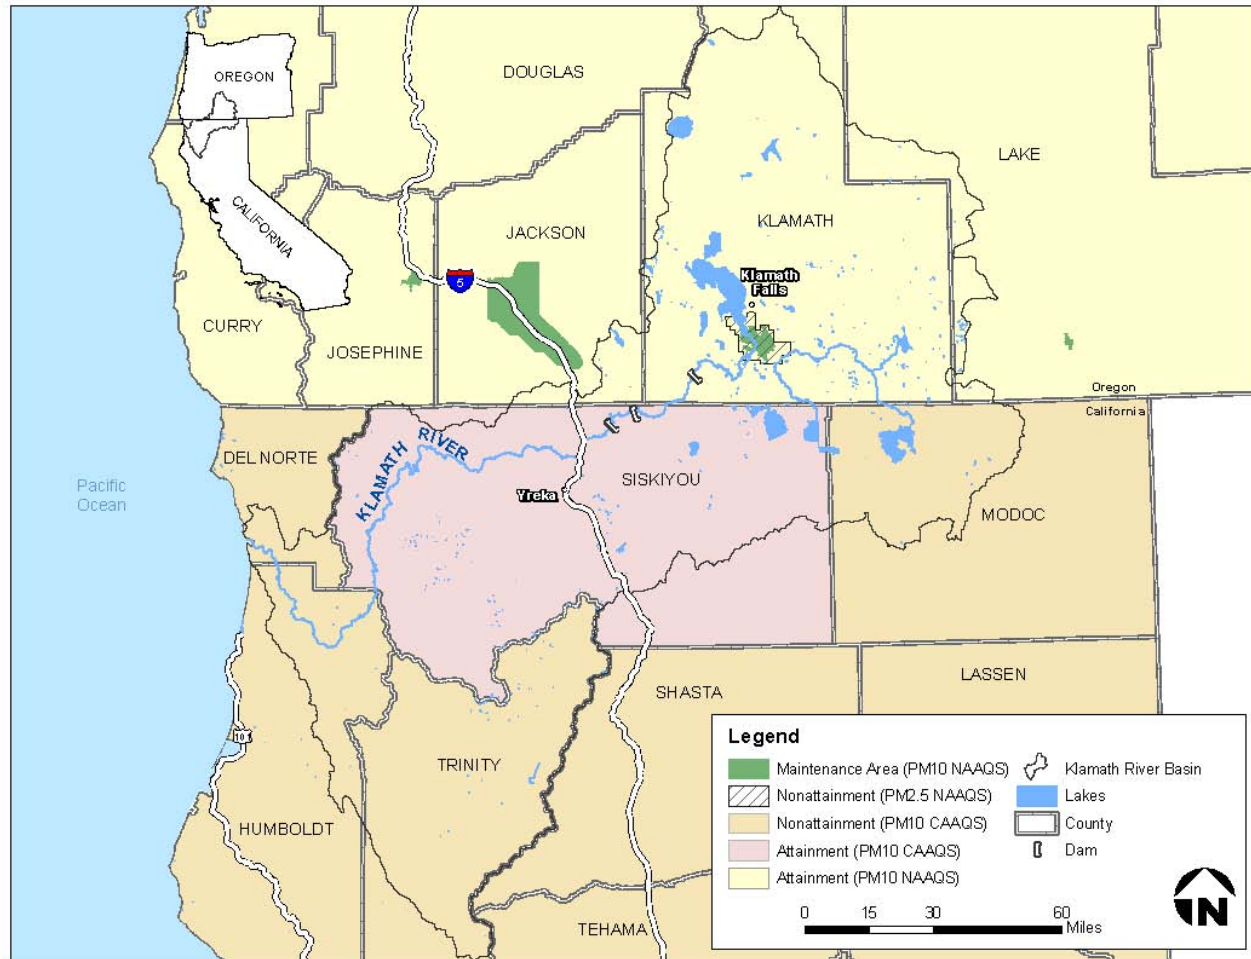 OREGON
DOUGLAS
LAKE
CALIFORNIA
KLAMATH
JACKSON
Klamath
Falls
5
CURRY
JOSEPHINE
Oregon
California
DEL NORTE
KLAMATH RIVER
SISKIYOU
Pacific
Ocean
Yreka
MODOC
LASSEN
SHASTA
101
TRINITY
HUMBOLDT
TEHAMA
Legend
Maintenance Area (PM10 NAAQS)
Nonattainment (PM2.5 NAAQS)
Nonattainment (PM10 CAAQS)
Attainment (PM10 CAAQS)
Attainment (PM10 NAAQS)
Klamath River Basin
Lakes
County
Dam
0 15 30 60
Miles
N